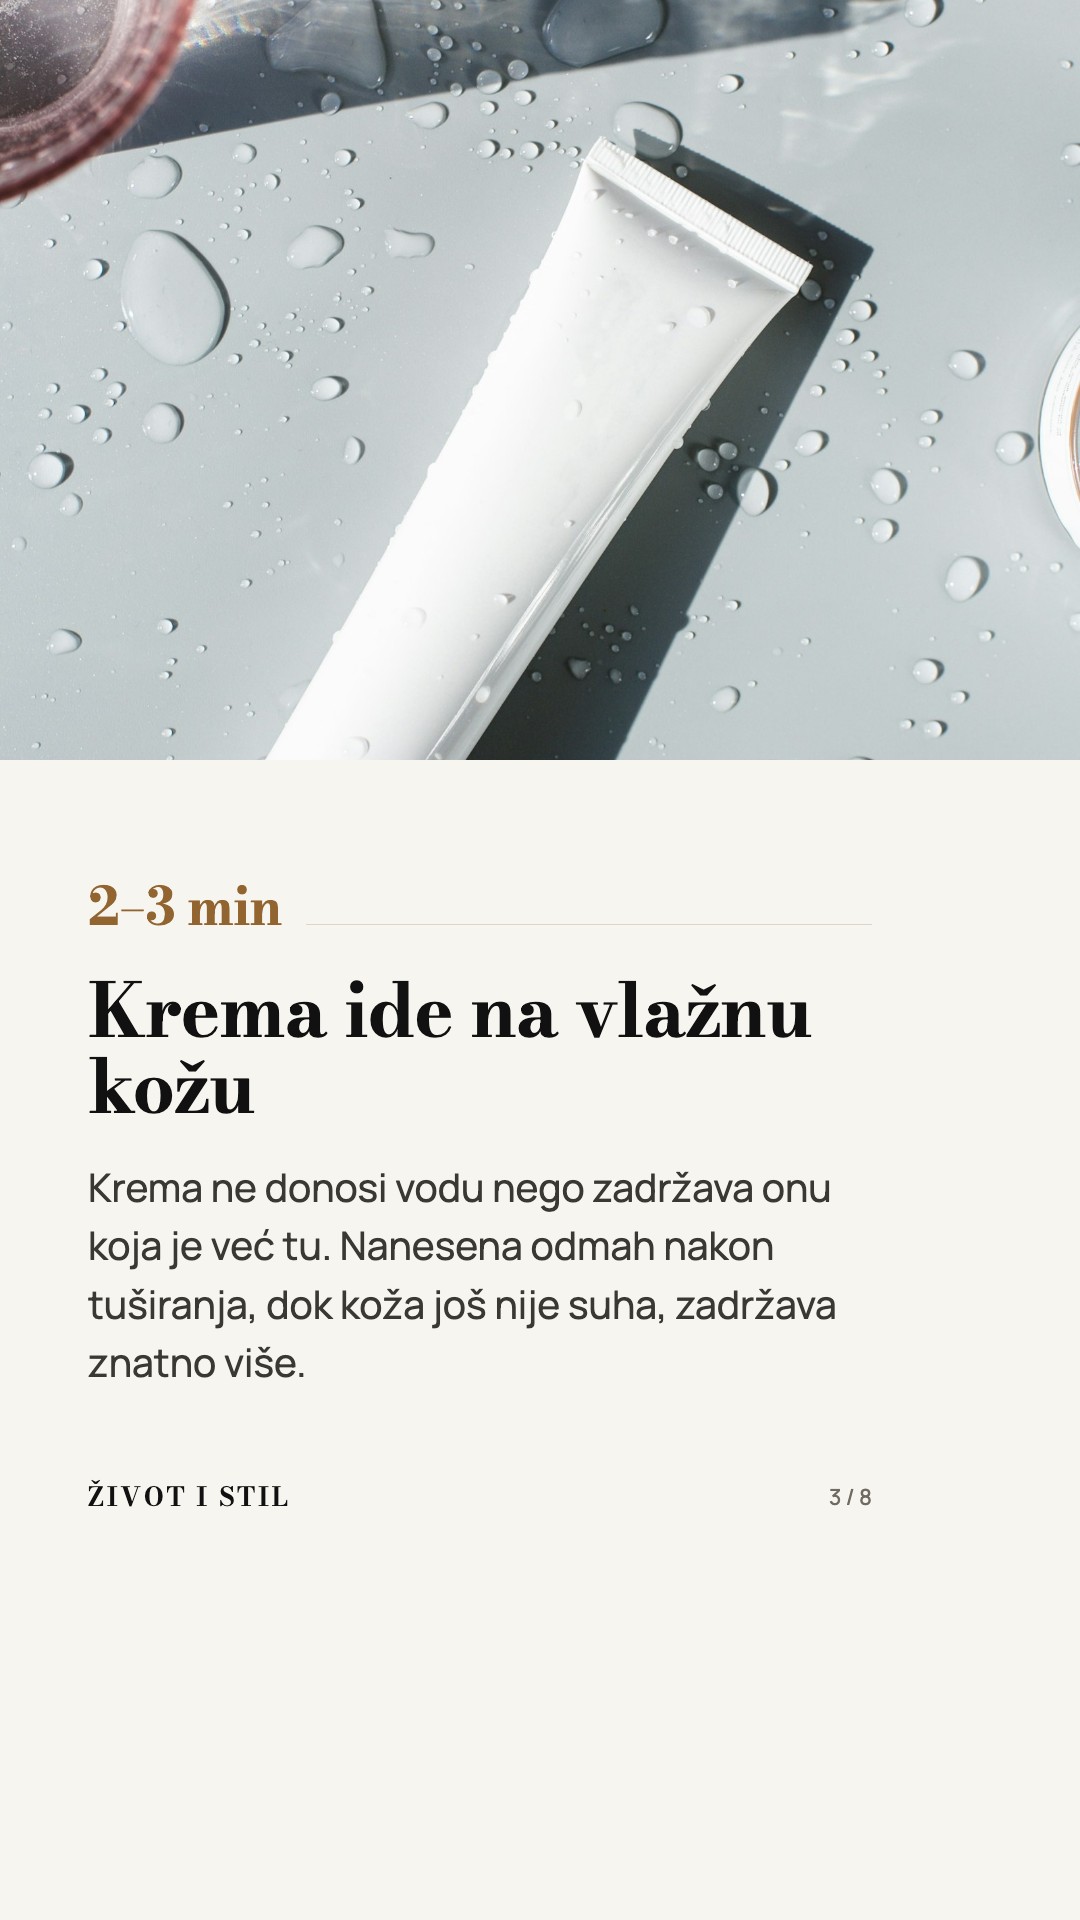 2–3 min
Krema ide na vlažnu
kožu
Krema ne donosi vodu nego zadržava onu
koja je već tu. Nanesena odmah nakon
tuširanja, dok koža još nije suha, zadržava
znatno više.
ŽIVOT I STIL
3 / 8